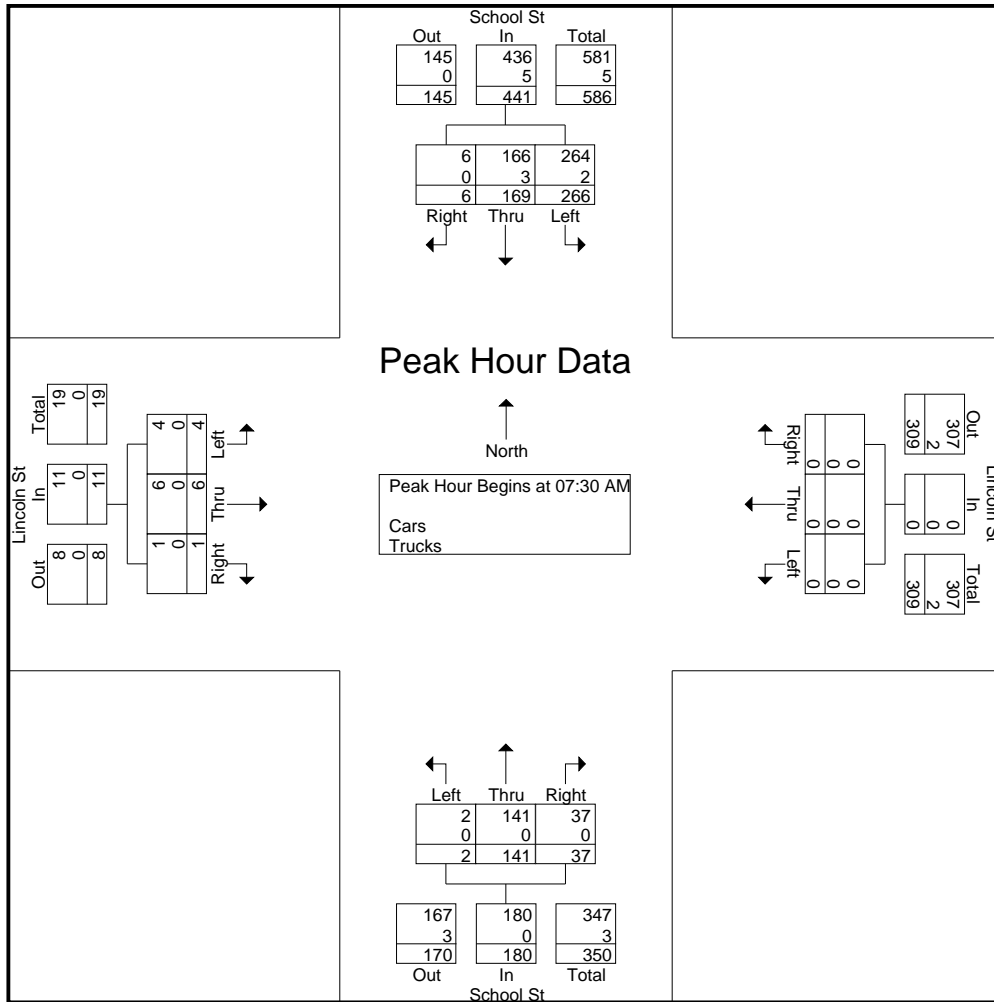 School St
Out In Total
145 436 581
0 5 5
145 441 586
6 166 264
0 3 2
6 169 266
Right Thru Left
Peak Hour Data
North
Peak Hour Begins at 07:30 AM
Cars
Trucks
Lincoln St
Total
19
0
19
In
11
0
11
Out
8
0
8
Left
4
0
4
Thru
6
0
6
Right
1
0
1
Lincoln St
Out
307
2
309
In
0
0
0
Total
307
2
309
Right
0
0
0
Thru
0
0
0
Left
0
0
0
Left Thru Right
2 141 37
0 0 0
2 141 37
167 180 347
3 0 3
170 180 350
Out In Total
School St